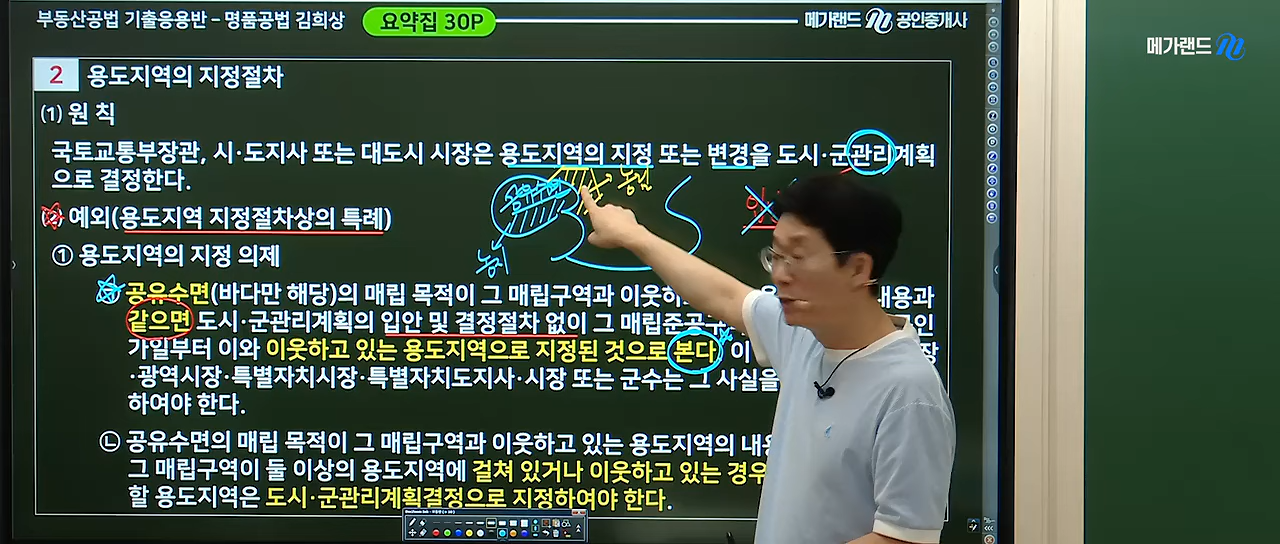 부동산공법 기출응용반 – 명품공법 김희상
요약집 30P
메가랜드 공인중개사
메가랜드
2 용도지역의 지정절차
(1) 원 칙
국토교통부장관, 시·도지사 또는 대도시 시장은 용도지역의 지정 또는 변경을 도시·군관리계획
으로 결정한다.
공유수면
농림
농림
(2) 예외(용도지역 지정절차상의 특례)
① 용도지역의 지정 의제
㉠ 공유수면(바다만 해당)의 매립 목적이 그 매립구역과 이웃하 내용과
같으면 도시·군관리계획의 입안 및 결정절차 없이 그 매립준공구 인
가일부터 이와 이웃하고 있는 용도지역으로 지정된 것으로 본다. 이 장
·광역시장·특별자치시장·특별자치도지사·시장 또는 군수는 그 사실을
하여야 한다.
㉡ 공유수면의 매립 목적이 그 매립구역과 이웃하고 있는 용도지역의 내용
그 매립구역이 둘 이상의 용도지역에 걸쳐 있거나 이웃하고 있는 경우
할 용도지역은 도시·군관리계획결정으로 지정하여야 한다.